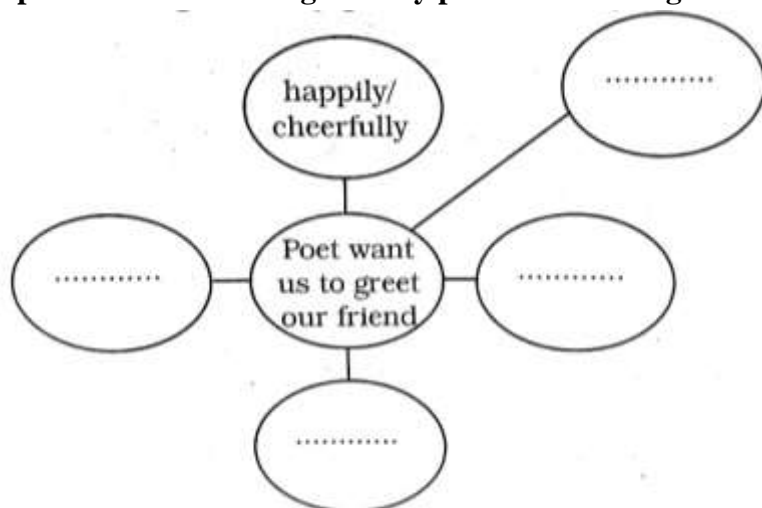 happily/
cheerfully
............
............
Poet want
us to greet
our friend
............
............